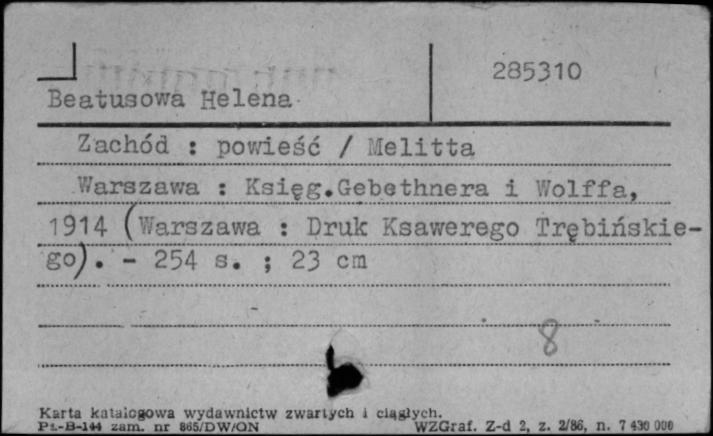 285310
Beatusowa Helena
Zachód : powieść / Melitta
Warszawa : Księg.Gebethnera i Wolffa,
1914 (Warszawa : Druk Ksawerego Trębińskie-
go). - 254 s. ; 23 cm
8
Karta katalogowa wydawnictw zwartych i ciągłych.
Pu-B-144 zam. nr 865/DW/ON WZGraf. Z-d 2, z. 2/86, n. 7 430 000